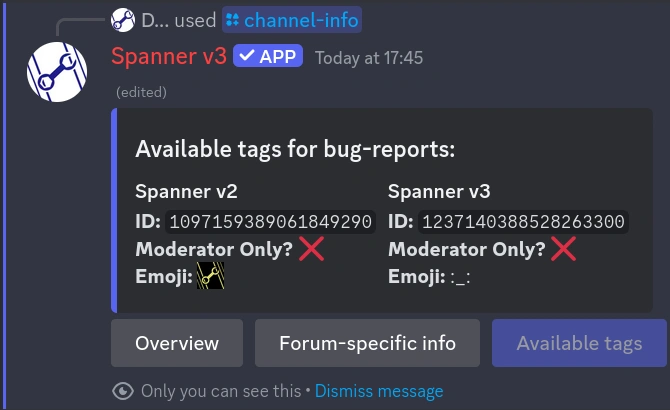 D... used channel-info
Spanner v3 ✓ APP Today at 17:45
(edited)
Available tags for bug-reports:
Spanner v2 Spanner v3
ID: 1097159389061849290 ID: 1237140388528263300
Moderator Only? ❌ Moderator Only? ❌
Emoji: Emoji: :_:
Overview Forum-specific info Available tags
Only you can see this • Dismiss message